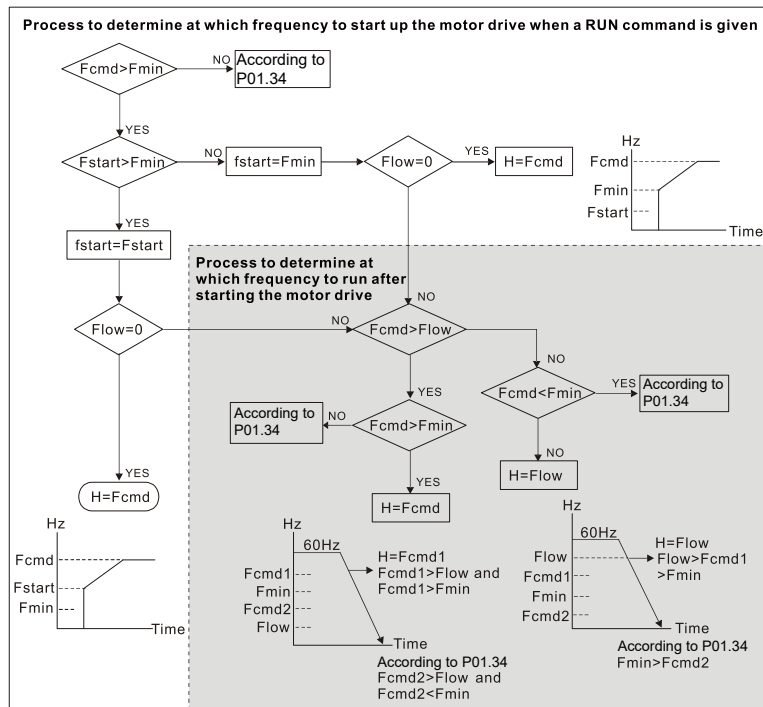 Process to determine at which frequency to start up the motor drive when a RUN command is given
Fcmd>Fmin
NO
According to
P01.34
YES
Fstart>Fmin
NO
fstart=Fmin
Flow=0
YES
H=Fcmd
Hz
Fcmd
Fmin
Fstart
Time
YES
fstart=Fstart
Process to determine at
which frequency to run after
starting the motor drive
NO
Flow=0
NO
Fcmd>Flow
NO
YES
Fcmd<Fmin
YES
According to
P01.34
According to
P01.34
NO
Fcmd>Fmin
NO
H=Flow
YES
H=Fcmd
YES
H=Fcmd
Hz
Fcmd
Fstart
Fmin
Time
Hz
60Hz
H=Fcmd1
Fcmd1>Flow and
Fcmd1>Fmin
Fcmd1
Fmin
Fcmd2
Flow
Time
According to P01.34
Fcmd2>Flow and
Fcmd2<Fmin
Hz
60Hz
H=Flow
Flow>Fcmd1
>Fmin
Flow
Fcmd1
Fmin
Fcmd2
Time
According to P01.34
Fmin>Fcmd2